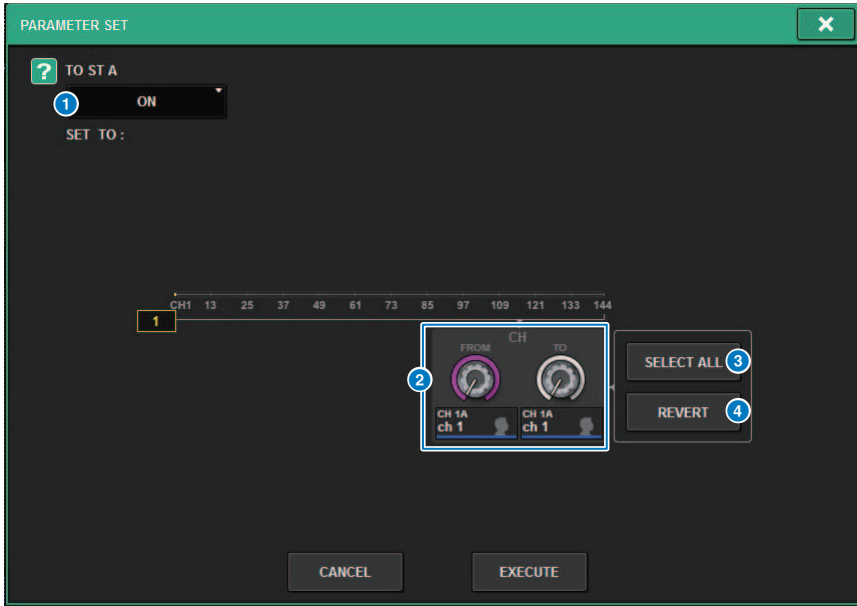 PARAMETER SET
?
TO ST A
1
ON
SET TO :
CH1 13 25 37 49 61 73 85 97 109 121 133 144
1
CH
FROM TO
2
CH 1A
ch 1
CH 1A
ch 1
SELECT ALL
3
REVERT
4
CANCEL
EXECUTE